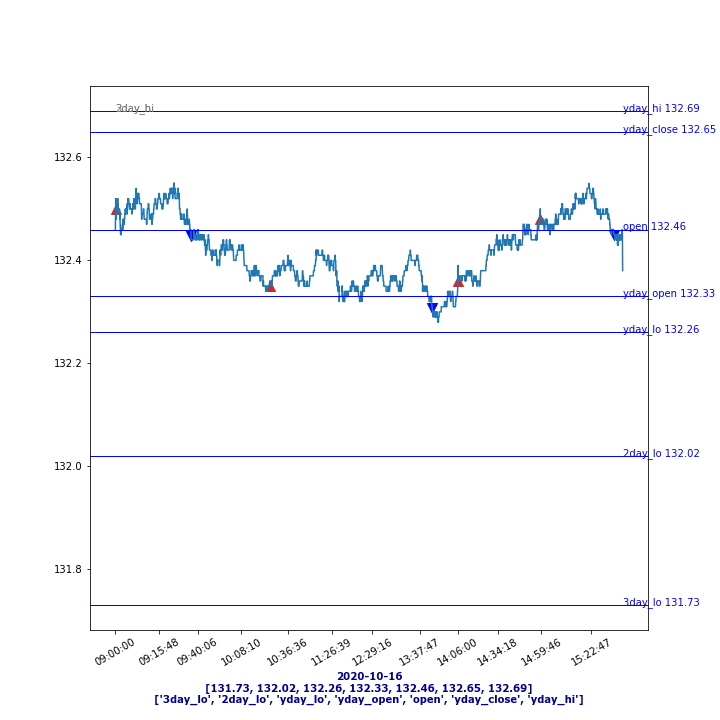 3day_hi
yday_hi 132.69
yday_close 132.65
132.6
open 132.46
132.4
yday_open 132.33
yday_lo 132.26
132.2
2day_lo 132.02
132.0
131.8
3day_lo 131.73
09:00:00 09:15:48 09:40:06 10:08:10 10:36:36 11:26:39 12:29:16 13:37:47 14:06:00 14:34:18 14:59:46 15:22:47
2020-10-16
[131.73, 132.02, 132.26, 132.33, 132.46, 132.65, 132.69]
['3day_lo', '2day_lo', 'yday_lo', 'yday_open', 'open', 'yday_close', 'yday_hi']